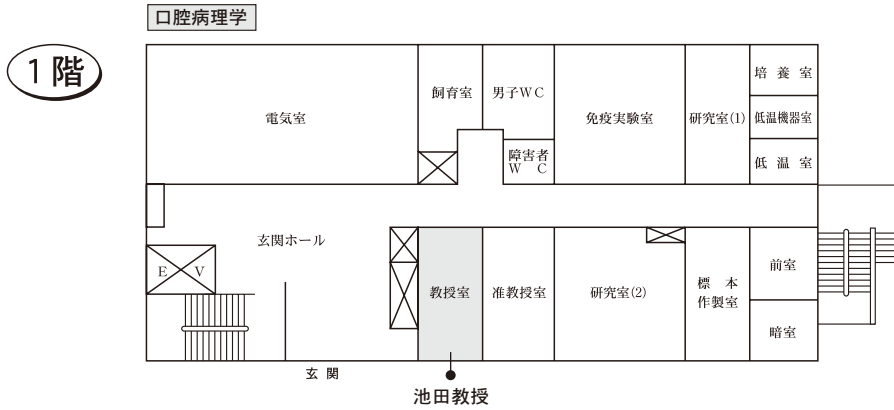 口腔病理学
1階
電気室
飼育室
男子WC
障害者
W C
免疫実験室
研究室(1)
培養室
低温機器室
低温室
玄関ホール
EV
教授室
准教授室
研究室(2)
標本
作製室
前室
暗室
玄関
池田教授